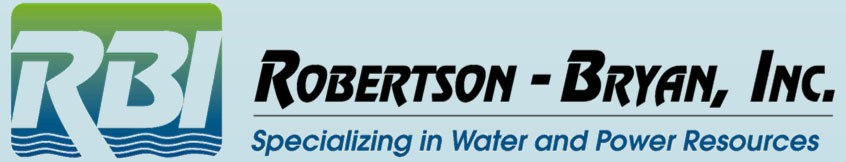 RBI
ROBERTSON - BRYAN, INC.
Specializing in Water and Power Resources